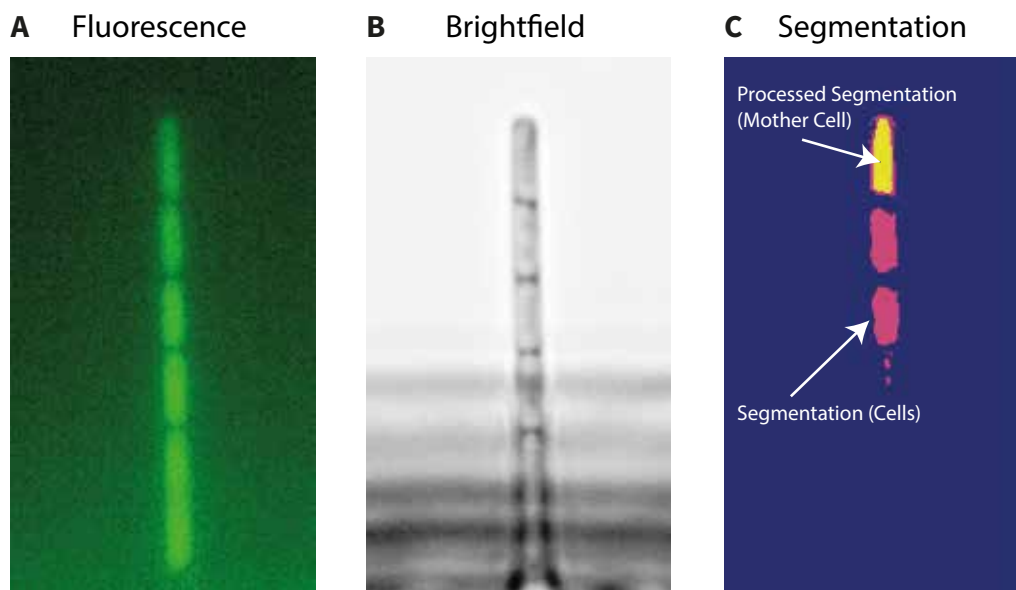 A Fluorescence
B Brightfield
C Segmentation
Processed Segmentation
(Mother Cell)
Segmentation (Cells)